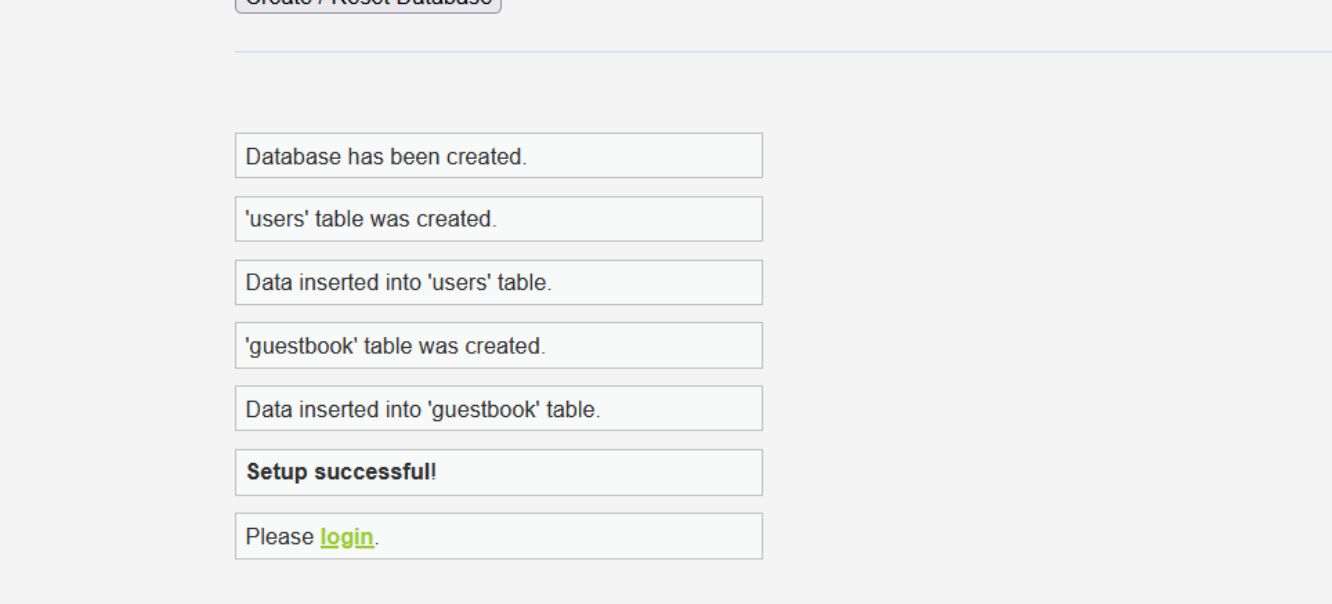 Create / Reset Database
Database has been created.
'users' table was created.
Data inserted into 'users' table.
'guestbook' table was created.
Data inserted into 'guestbook' table.
Setup successful!
Please login.